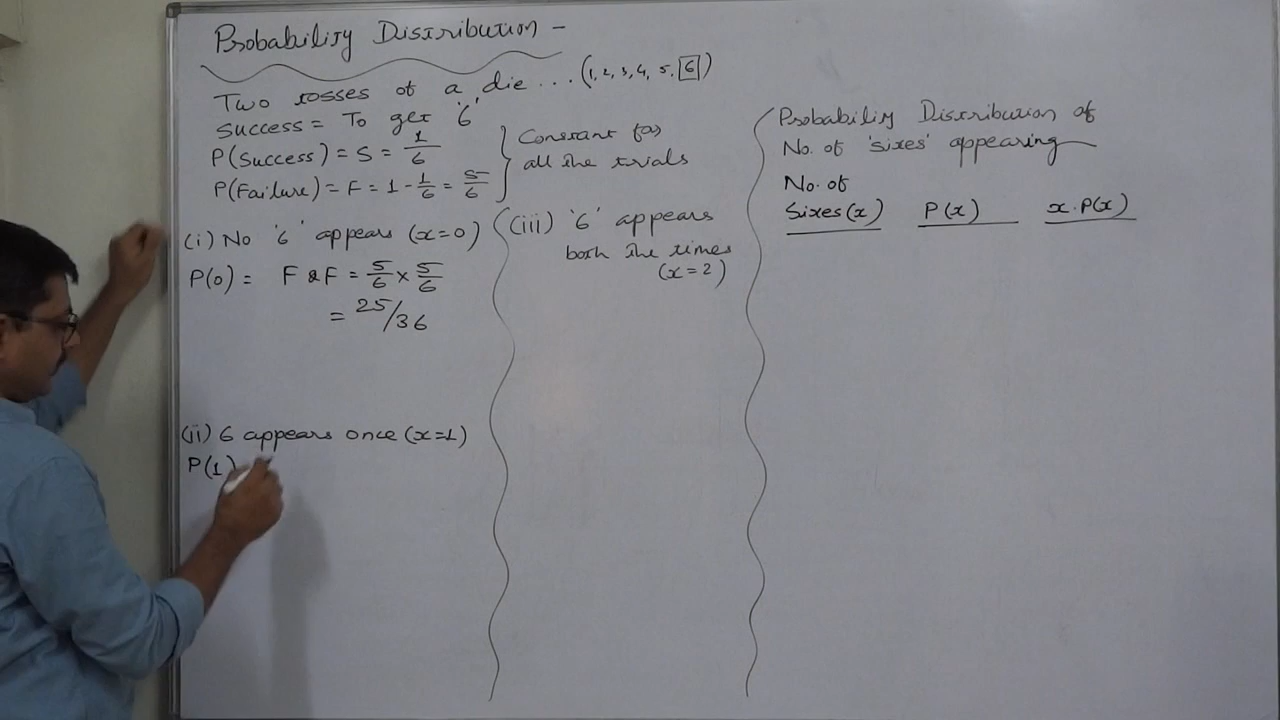 Probability Distribution -
Two tosses of a die ... (1, 2, 3, 4, 5, 6)
Success = To get '6'
P(Success) = S = 1/6
P(Failure) = F = 1 - 1/6 = 5/6
Constant for
all the trials
(i) No '6' appears (x=0)
P(0) = F & F = 5/6 × 5/6
= 25/36
(ii) 6 appears once (x=1)
P(1)
(iii) '6' appears
both the times
(x=2)
Probability Distribution of
No. of 'sixes' appearing
No. of
Sixes(x) P(x) x.P(x)